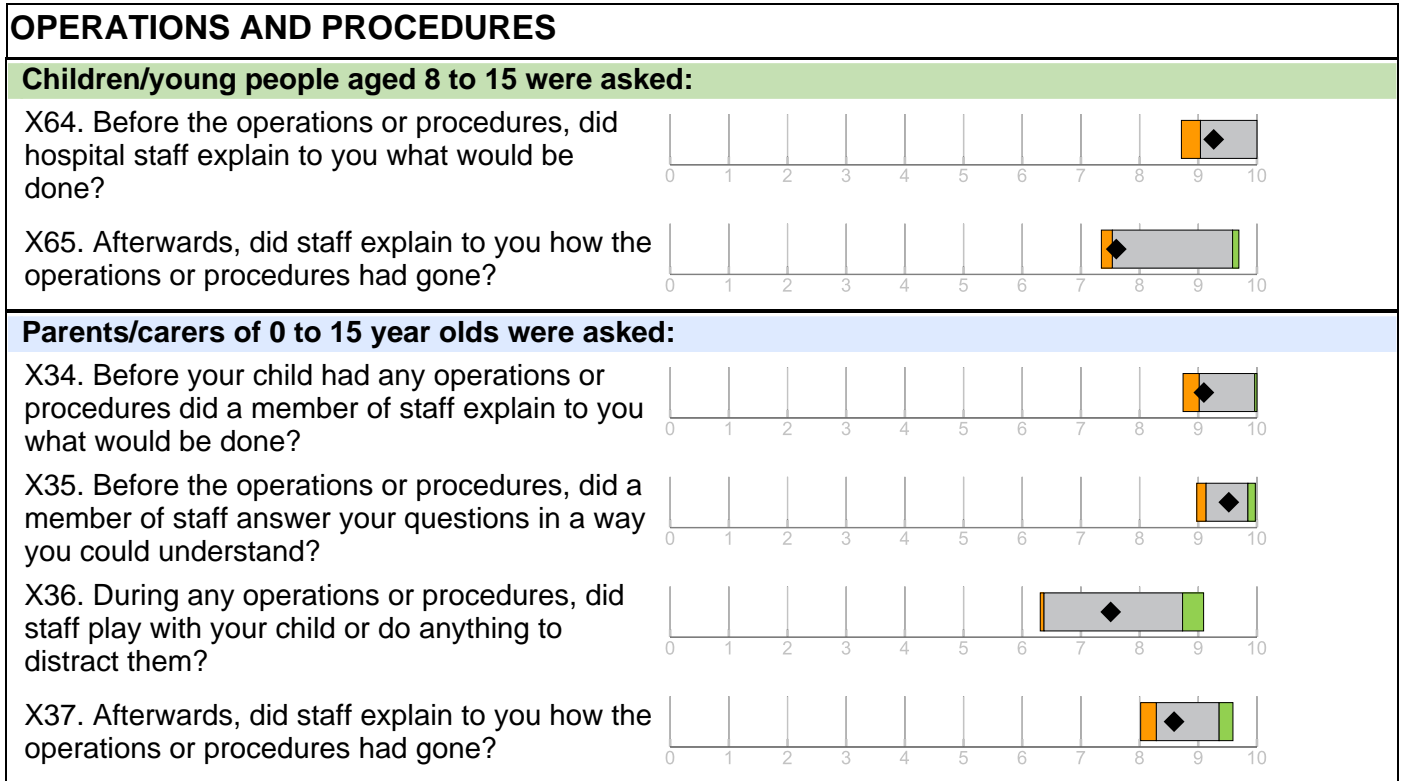 OPERATIONS AND PROCEDURES
Children/young people aged 8 to 15 were asked:
X64. Before the operations or procedures, did
hospital staff explain to you what would be
done?
0 1 2 3 4 5 6 7 8 9 10
X65. Afterwards, did staff explain to you how the
operations or procedures had gone?
0 1 2 3 4 5 6 7 8 9 10
Parents/carers of 0 to 15 year olds were asked:
X34. Before your child had any operations or
procedures did a member of staff explain to you
what would be done?
0 1 2 3 4 5 6 7 8 9 10
X35. Before the operations or procedures, did a
member of staff answer your questions in a way
you could understand?
0 1 2 3 4 5 6 7 8 9 10
X36. During any operations or procedures, did
staff play with your child or do anything to
distract them?
0 1 2 3 4 5 6 7 8 9 10
X37. Afterwards, did staff explain to you how the
operations or procedures had gone?
0 1 2 3 4 5 6 7 8 9 10